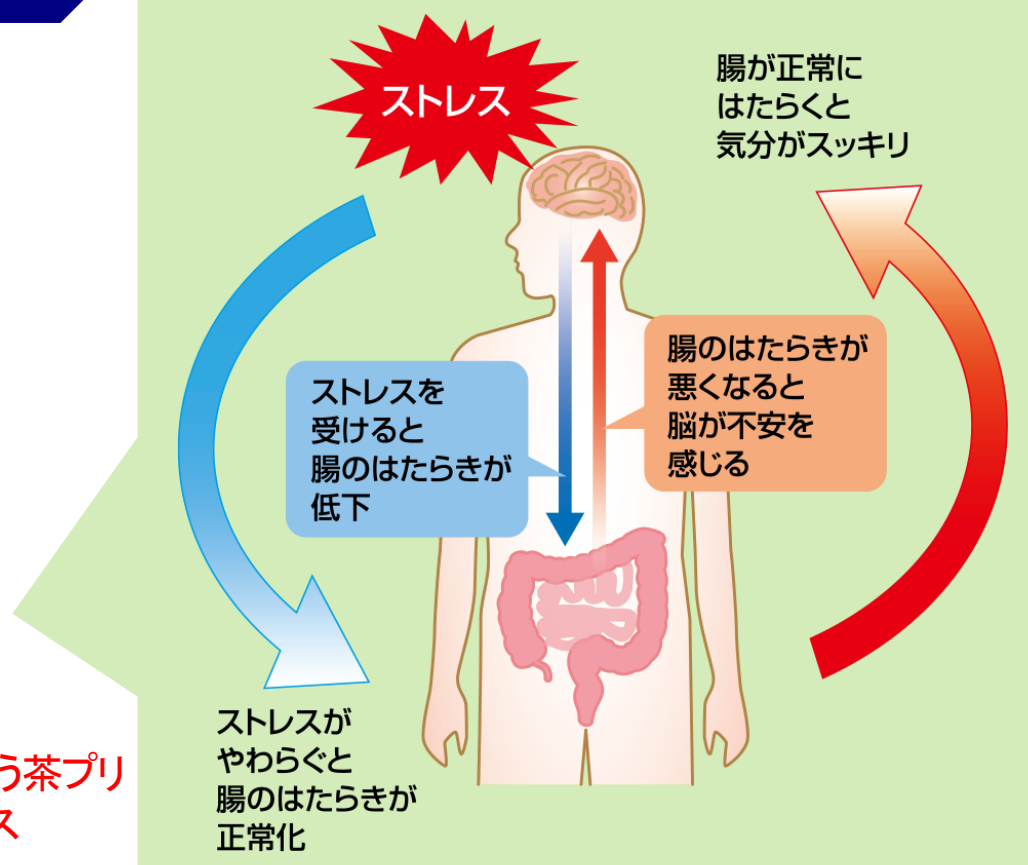 ストレス
腸が正常に
はたらくと
気分がスッキリ
ストレスを
受けると
腸のはたらきが
低下
腸のはたらきが
悪くなると
脳が不安を
感じる
ストレスが
やわらぐと
腸のはたらきが
正常化
う茶プリ
ス